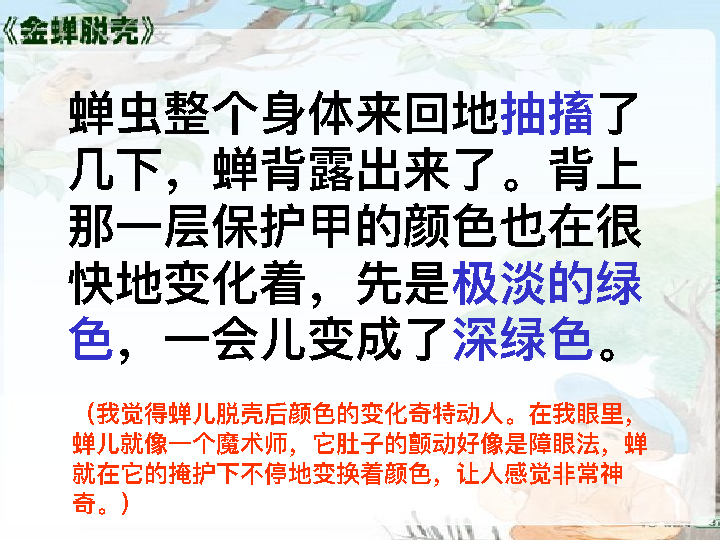 《金蝉脱壳》
蝉虫整个身体来回地抽搐了
几下，蝉背露出来了。背上
那一层保护甲的颜色也在很
快地变化着，先是极淡的绿
色，一会儿变成了深绿色。
（我觉得蝉儿脱壳后颜色的变化奇特动人。在我眼里，
蝉儿就像一个魔术师，它肚子的颤动好像是障眼法，蝉
就在它的掩护下不停地变换着颜色，让人感觉非常神
奇。）